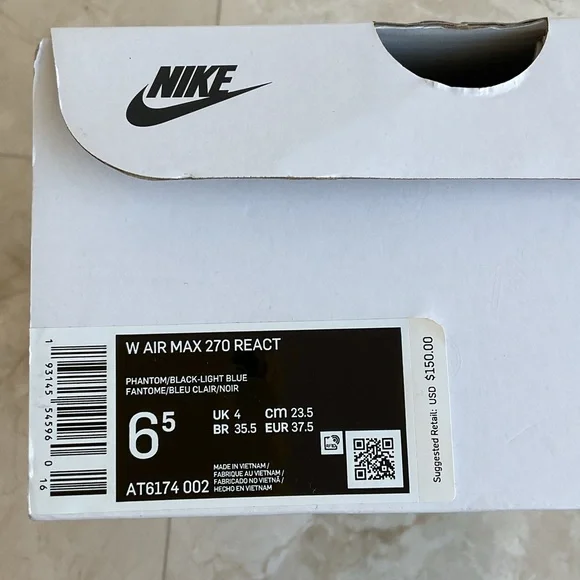 NIKE
W AIR MAX 270 REACT
PHANTOM/BLACK-LIGHT BLUE
FANTOME/BLEU CLAIR/NOIR
6⁵
UK 4 cm 23.5
BR 35.5 EUR 37.5
AT6174 002
MADE IN VIETNAM /
FABRIQUE AU VIETNAM /
FABRICADO NO VIETNÃ /
HECHO EN VIETNAM
1 93145 54596 0 16
Suggested Retail: USD $150.00